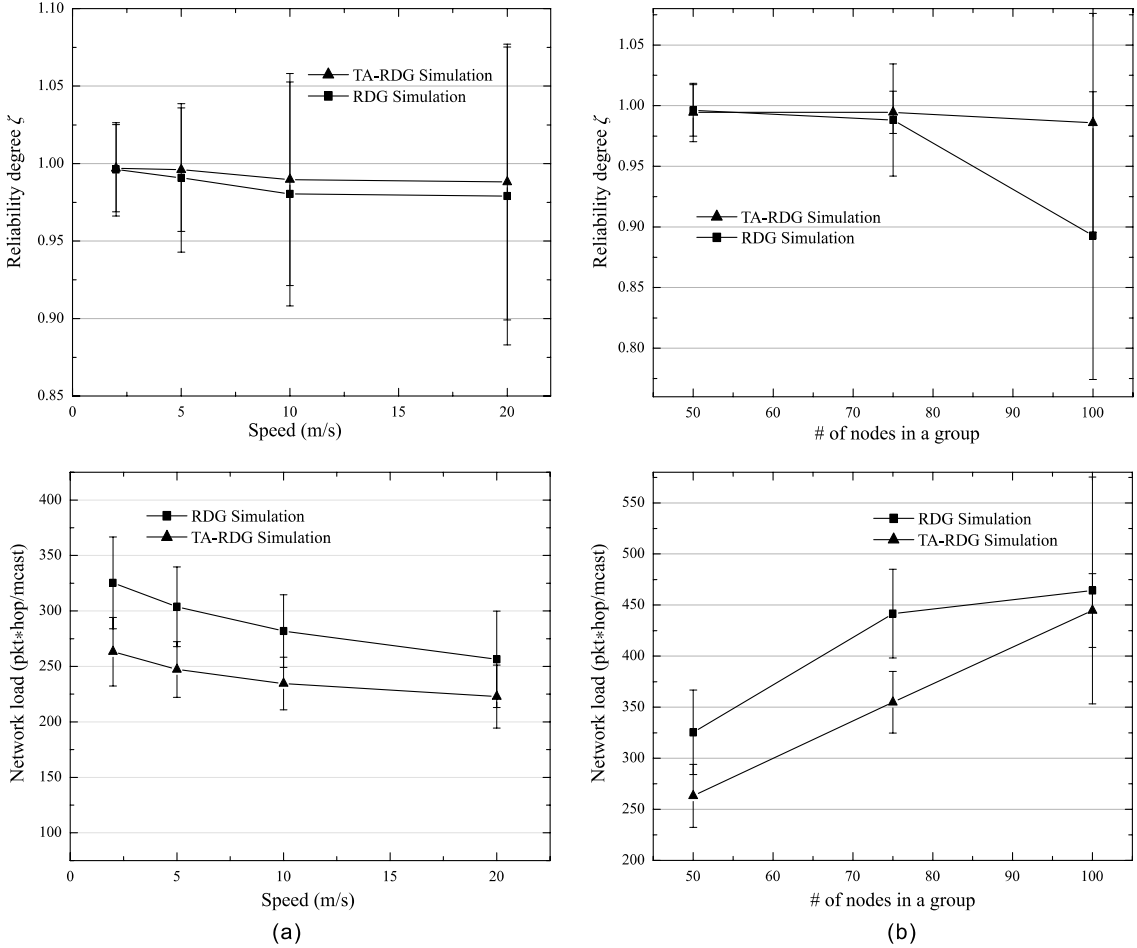 1.10
1.05
1.00
0.95
0.90
0.85
Reliability degree ζ
TA-RDG Simulation
RDG Simulation
0 5 10 15 20
Speed (m/s)
1.05
1.00
0.95
0.90
0.85
0.80
Reliability degree ζ
TA-RDG Simulation
RDG Simulation
50 60 70 80 90 100
# of nodes in a group
400
350
300
250
200
150
100
Network load (pkt*hop/mcast)
RDG Simulation
TA-RDG Simulation
0 5 10 15 20
Speed (m/s)
(a)
550
500
450
400
350
300
250
200
Network load (pkt*hop/mcast)
RDG Simulation
TA-RDG Simulation
50 60 70 80 90 100
# of nodes in a group
(b)